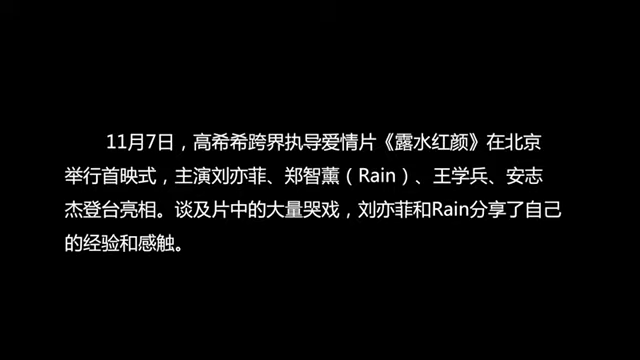 11月7日，高希希跨界执导爱情片《露水红颜》在北京
举行首映式，主演刘亦菲、郑智薰（Rain）、王学兵、安志
杰登台亮相。谈及片中的大量哭戏，刘亦菲和Rain分享了自己
的经验和感触。